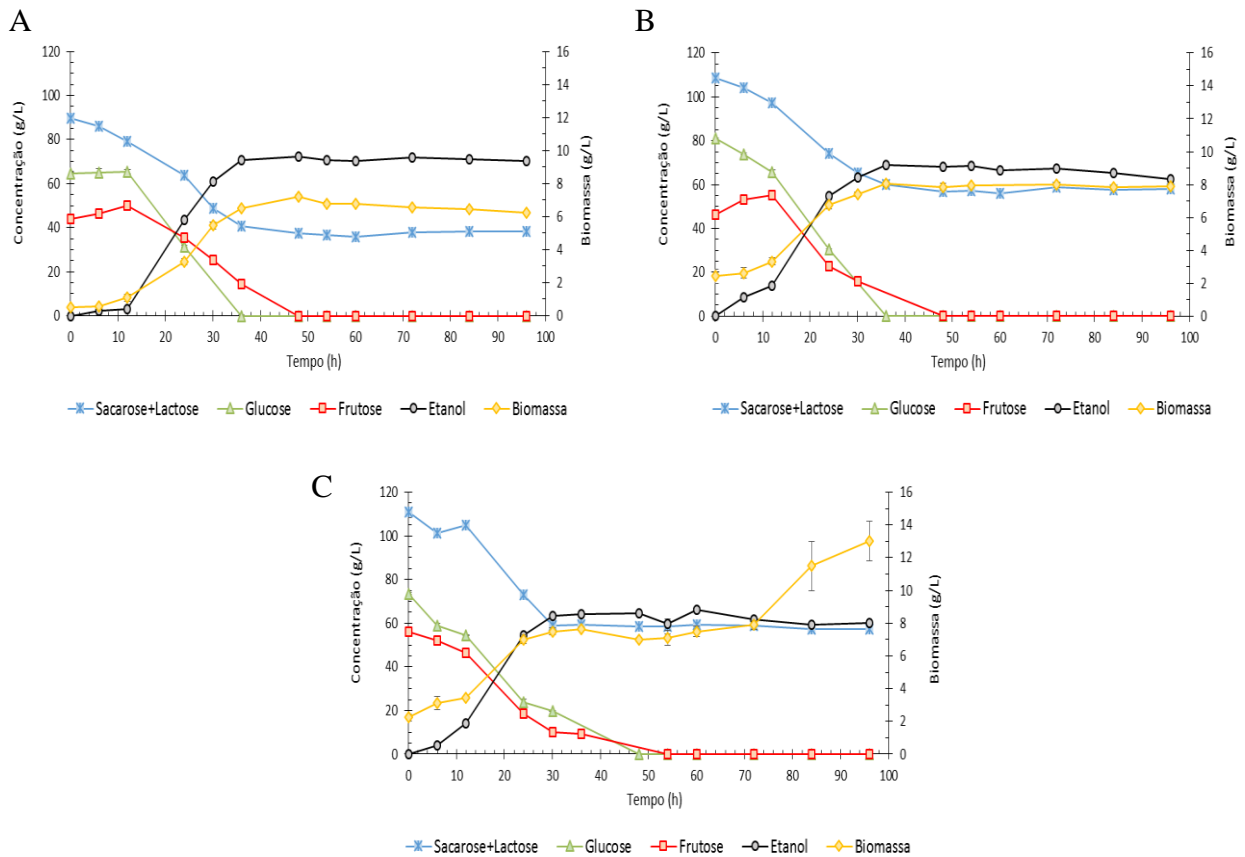 A
Concentração (g/L)
120
100
80
60
40
20
0
16
14
12
10
8
6
4
2
0
Biomassa (g/L)
0 10 20 30 40 50 60 70 80 90 100
Tempo (h)
Sacarose+Lactose Glucose Frutose Etanol Biomassa
B
Concentração (g/L)
120
100
80
60
40
20
0
16
14
12
10
8
6
4
2
0
Biomassa (g/L)
0 10 20 30 40 50 60 70 80 90 100
Tempo (h)
Sacarose+Lactose Glucose Frutose Etanol Biomassa
C
Concentração (g/L)
120
100
80
60
40
20
0
16
14
12
10
8
6
4
2
0
Biomassa (g/L)
0 10 20 30 40 50 60 70 80 90 100
Tempo (h)
Sacarose+Lactose Glucose Frutose Etanol Biomassa